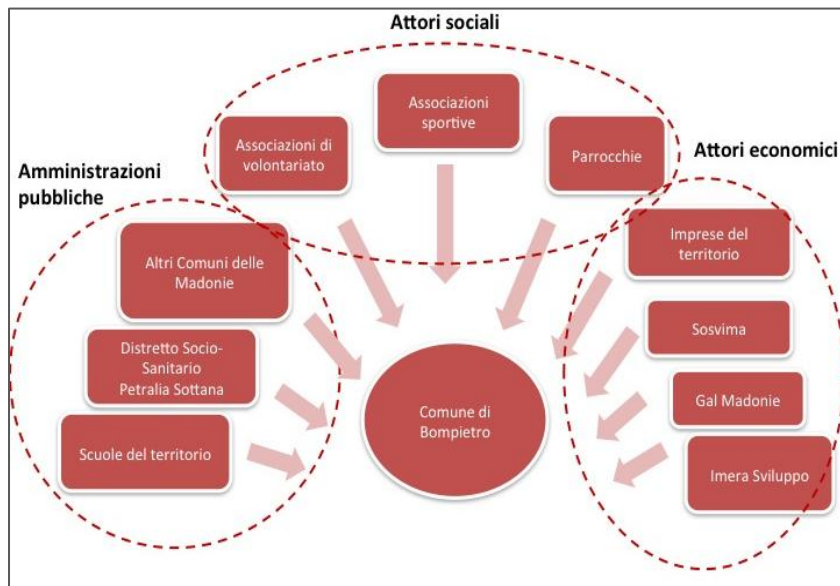 Attori sociali
Associazioni di
volontariato
Associazioni
sportive
Parrocchie
Amministrazioni
pubbliche
Altri Comuni delle
Madonie
Distretto Socio-
Sanitario
Petralia Sottana
Scuole del territorio
Attori economici
Imprese del
territorio
Sosvima
Gal Madonie
Imera Sviluppo
Comune di
Bompietro